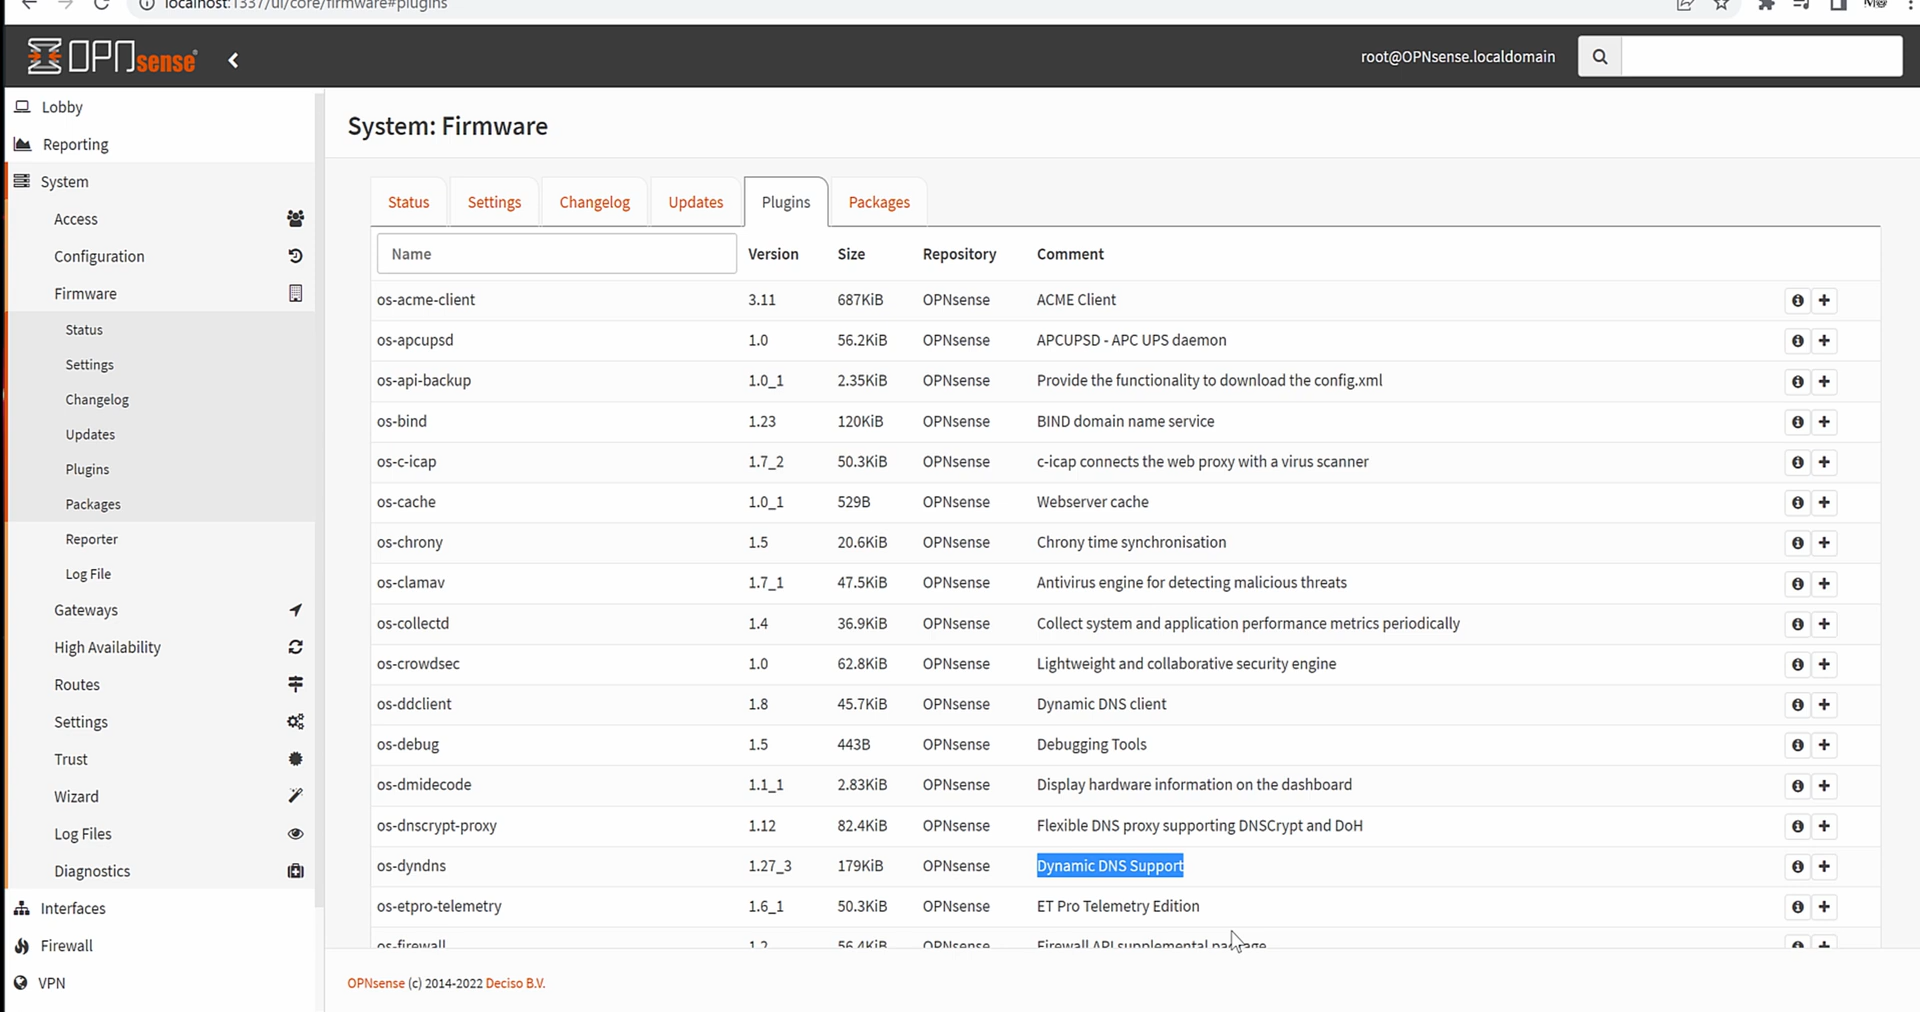 localhost:1337/ui/core/firmware#plugins
OPNsense
root@OPNsense.localdomain
Lobby
Reporting
System
Access
Configuration
Firmware
Status
Settings
Changelog
Updates
Plugins
Packages
Reporter
Log File
Gateways
High Availability
Routes
Settings
Trust
Wizard
Log Files
Diagnostics
Interfaces
Firewall
VPN
System: Firmware
Status Settings Changelog Updates Plugins Packages
Name Version Size Repository Comment
os-acme-client 3.11 687KiB OPNsense ACME Client
os-apcupsd 1.0 56.2KiB OPNsense APCUPSD - APC UPS daemon
os-api-backup 1.0_1 2.35KiB OPNsense Provide the functionality to download the config.xml
os-bind 1.23 120KiB OPNsense BIND domain name service
os-c-icap 1.7_2 50.3KiB OPNsense c-icap connects the web proxy with a virus scanner
os-cache 1.0_1 529B OPNsense Webserver cache
os-chrony 1.5 20.6KiB OPNsense Chrony time synchronisation
os-clamav 1.7_1 47.5KiB OPNsense Antivirus engine for detecting malicious threats
os-collectd 1.4 36.9KiB OPNsense Collect system and application performance metrics periodically
os-crowdsec 1.0 62.8KiB OPNsense Lightweight and collaborative security engine
os-ddclient 1.8 45.7KiB OPNsense Dynamic DNS client
os-debug 1.5 443B OPNsense Debugging Tools
os-dmidecode 1.1_1 2.83KiB OPNsense Display hardware information on the dashboard
os-dnscrypt-proxy 1.12 82.4KiB OPNsense Flexible DNS proxy supporting DNSCrypt and DoH
os-dyndns 1.27_3 179KiB OPNsense Dynamic DNS Support
os-etpro-telemetry 1.6_1 50.3KiB OPNsense ET Pro Telemetry Edition
os-firewall 1.2 56.4KiB OPNsense Firewall API supplemental package
OPNsense (c) 2014-2022 Deciso B.V.